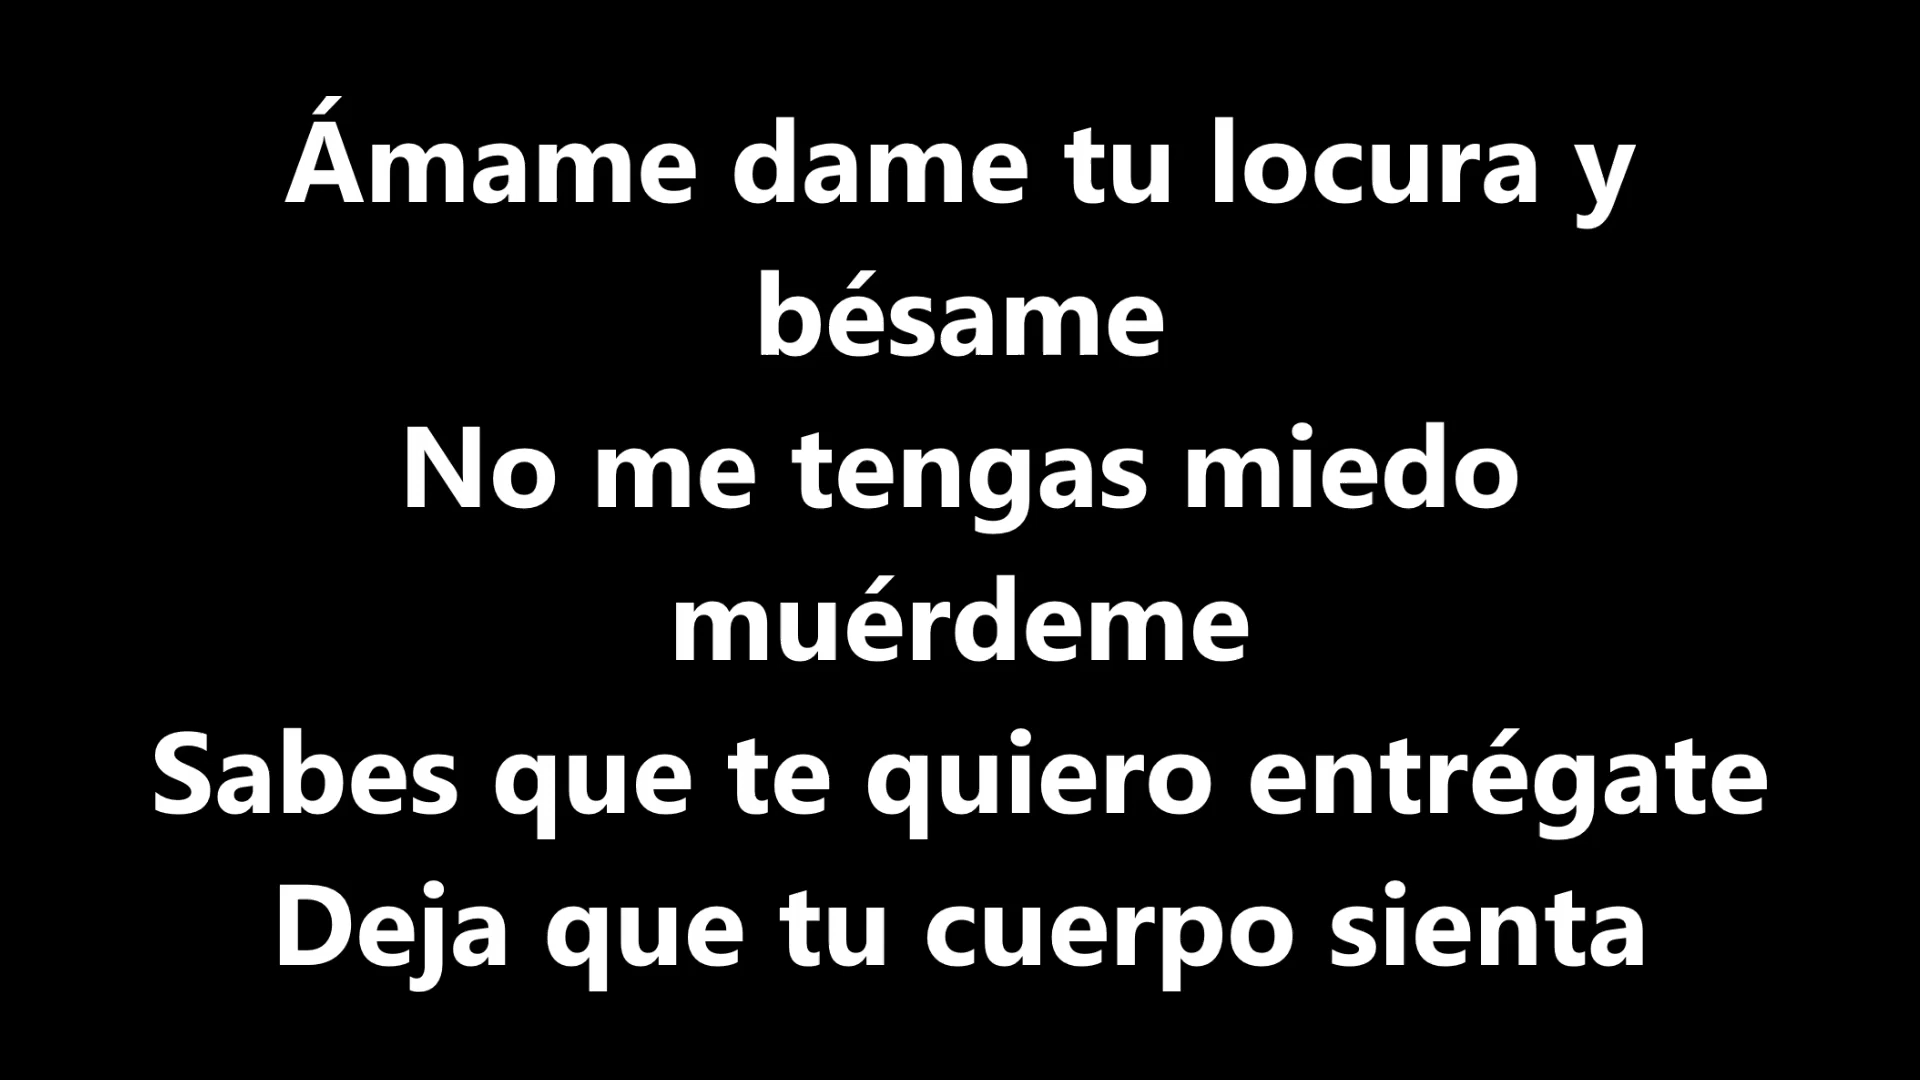 Ámame dame tu locura y
bésame
No me tengas miedo
muérdeme
Sabes que te quiero entrégate
Deja que tu cuerpo sienta